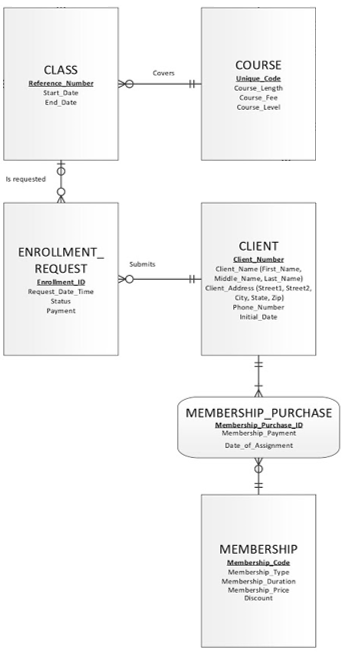 CLASS
Reference_Number
Start_Date
End_Date
Covers
COURSE
Unique_Code
Course_Length
Course_Fee
Course_Level
Is requested
ENROLLMENT_
REQUEST
Enrollment_ID
Request_Date_Time
Status
Payment
Submits
CLIENT
Client_Number
Client_Name (First_Name,
Middle_Name, Last_Name)
Client_Address (Street1, Street2,
City, State, Zip)
Phone_Number
Initial_Date
MEMBERSHIP_PURCHASE
Membership_Purchase_ID
Membership_Payment
Date_of_Assignment
MEMBERSHIP
Membership_Code
Membership_Type
Membership_Duration
Membership_Price
Discount